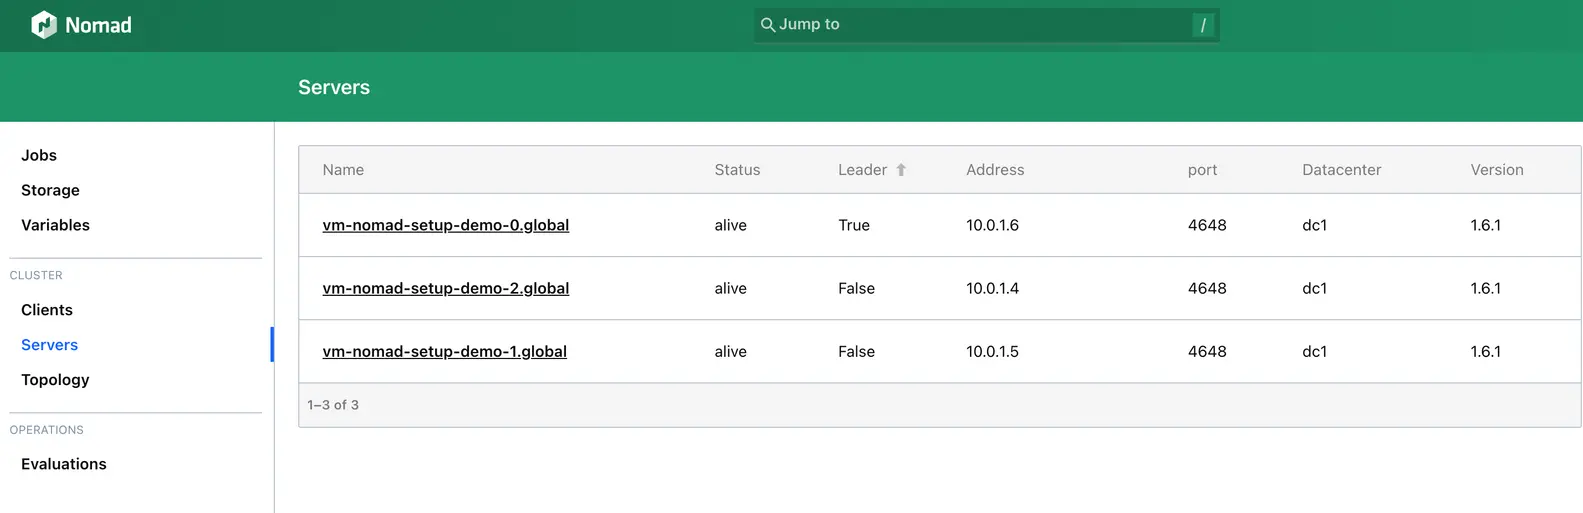 Nomad
Jump to /
Servers
Jobs
Storage
Variables
CLUSTER
Clients
Servers
Topology
OPERATIONS
Evaluations
Name Status Leader Address port Datacenter Version
vm-nomad-setup-demo-0.global alive True 10.0.1.6 4648 dc1 1.6.1
vm-nomad-setup-demo-2.global alive False 10.0.1.4 4648 dc1 1.6.1
vm-nomad-setup-demo-1.global alive False 10.0.1.5 4648 dc1 1.6.1
1–3 of 3